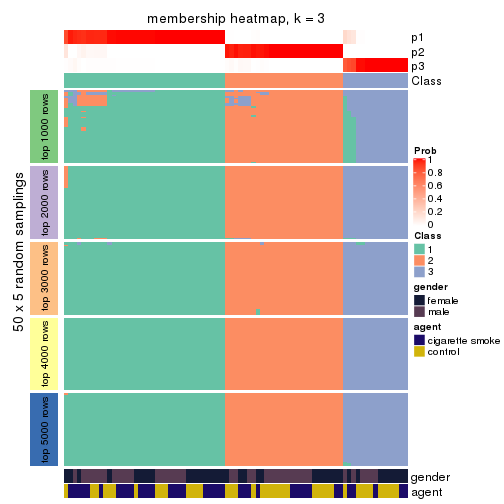 membership heatmap, k = 3
p1
p2
p3
Class
50 x 5 random samplings
top 1000 rows
top 2000 rows
top 3000 rows
top 4000 rows
top 5000 rows
Prob
1
0.8
0.6
0.4
0.2
0
Class
1
2
3
gender
female
male
agent
cigarette smoke
control
gender
agent